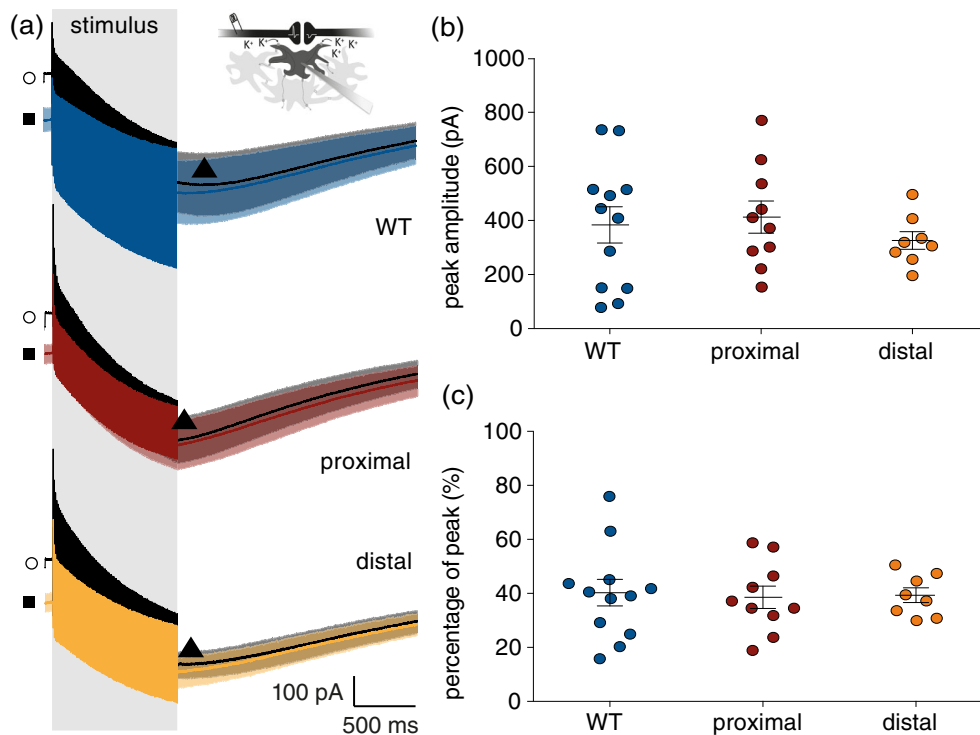 (a)
stimulus
K+ K+ K+ K+
K+
WT
proximal
distal
100 pA
500 ms
(b)
peak amplitude (pA)
1000
800
600
400
200
0
WT proximal distal
(c)
percentage of peak (%)
100
80
60
40
20
0
WT proximal distal